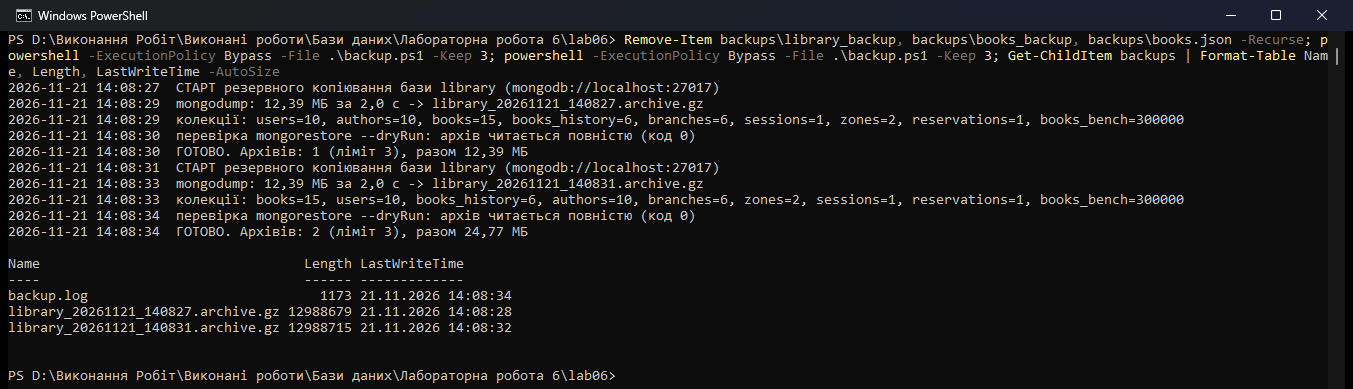 Windows PowerShell
PS D:\Виконання Робіт\Виконані роботи\Бази даних\Лабораторна робота 6\lab06> Remove-Item backups\library_backup, backups\books_backup, backups\books.json -Recurse; p
owershell -ExecutionPolicy Bypass -File .\backup.ps1 -Keep 3; powershell -ExecutionPolicy Bypass -File .\backup.ps1 -Keep 3; Get-ChildItem backups | Format-Table Nam
e, Length, LastWriteTime -AutoSize
2026-11-21 14:08:27  СТАРТ резервного копіювання бази library (mongodb://localhost:27017)
2026-11-21 14:08:29  mongodump: 12,39 МБ за 2,0 с -> library_20261121_140827.archive.gz
2026-11-21 14:08:29  колекції: users=10, authors=10, books=15, books_history=6, branches=6, sessions=1, zones=2, reservations=1, books_bench=300000
2026-11-21 14:08:30  перевірка mongorestore --dryRun: архів читається повністю (код 0)
2026-11-21 14:08:30  ГОТОВО. Архівів: 1 (ліміт 3), разом 12,39 МБ
2026-11-21 14:08:31  СТАРТ резервного копіювання бази library (mongodb://localhost:27017)
2026-11-21 14:08:33  mongodump: 12,39 МБ за 2,0 с -> library_20261121_140831.archive.gz
2026-11-21 14:08:33  колекції: books=15, users=10, books_history=6, authors=10, branches=6, zones=2, sessions=1, reservations=1, books_bench=300000
2026-11-21 14:08:34  перевірка mongorestore --dryRun: архів читається повністю (код 0)
2026-11-21 14:08:34  ГОТОВО. Архівів: 2 (ліміт 3), разом 24,77 МБ
Name                                 Length LastWriteTime
----                                 ------ -------------
backup.log                             1173 21.11.2026 14:08:34
library_20261121_140827.archive.gz 12988679 21.11.2026 14:08:28
library_20261121_140831.archive.gz 12988715 21.11.2026 14:08:32
PS D:\Виконання Робіт\Виконані роботи\Бази даних\Лабораторна робота 6\lab06>